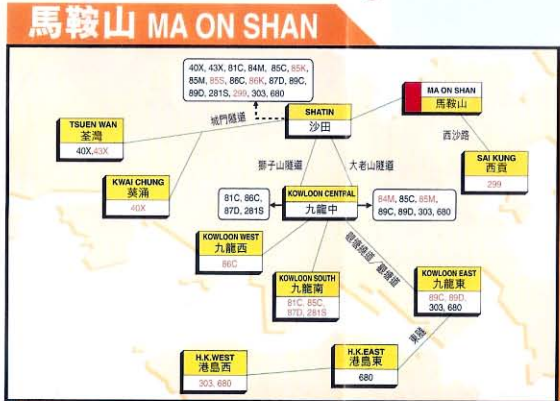 馬鞍山 MA ON SHAN
40X, 43X, 81C, 84M, 85C, 85K,
85M, 85S, 86C, 86K, 87D, 89C,
89D, 281S, 299, 303, 680
MA ON SHAN
馬鞍山
TSUEN WAN
荃灣
40X,43X
城門隧道
SHATIN
沙田
西沙路
SAI KUNG
西貢
299
KWAI CHUNG
葵涌
40X
獅子山隧道
大老山隧道
81C, 86C,
87D, 281S
KOWLOON CENTPAL
九龍中
84M, 85C, 85M,
89C, 89D, 303, 680
KOWLOON WEST
九龍西
86C
觀塘繞道/觀塘道
KOWLOON SOUTH
九龍南
81C, 85C,
87D, 281S
KOWLOON EAST
九龍東
89C, 89D,
303, 680
東隧
H.K.WEST
港島西
303, 680
H.K.EAST
港島東
680